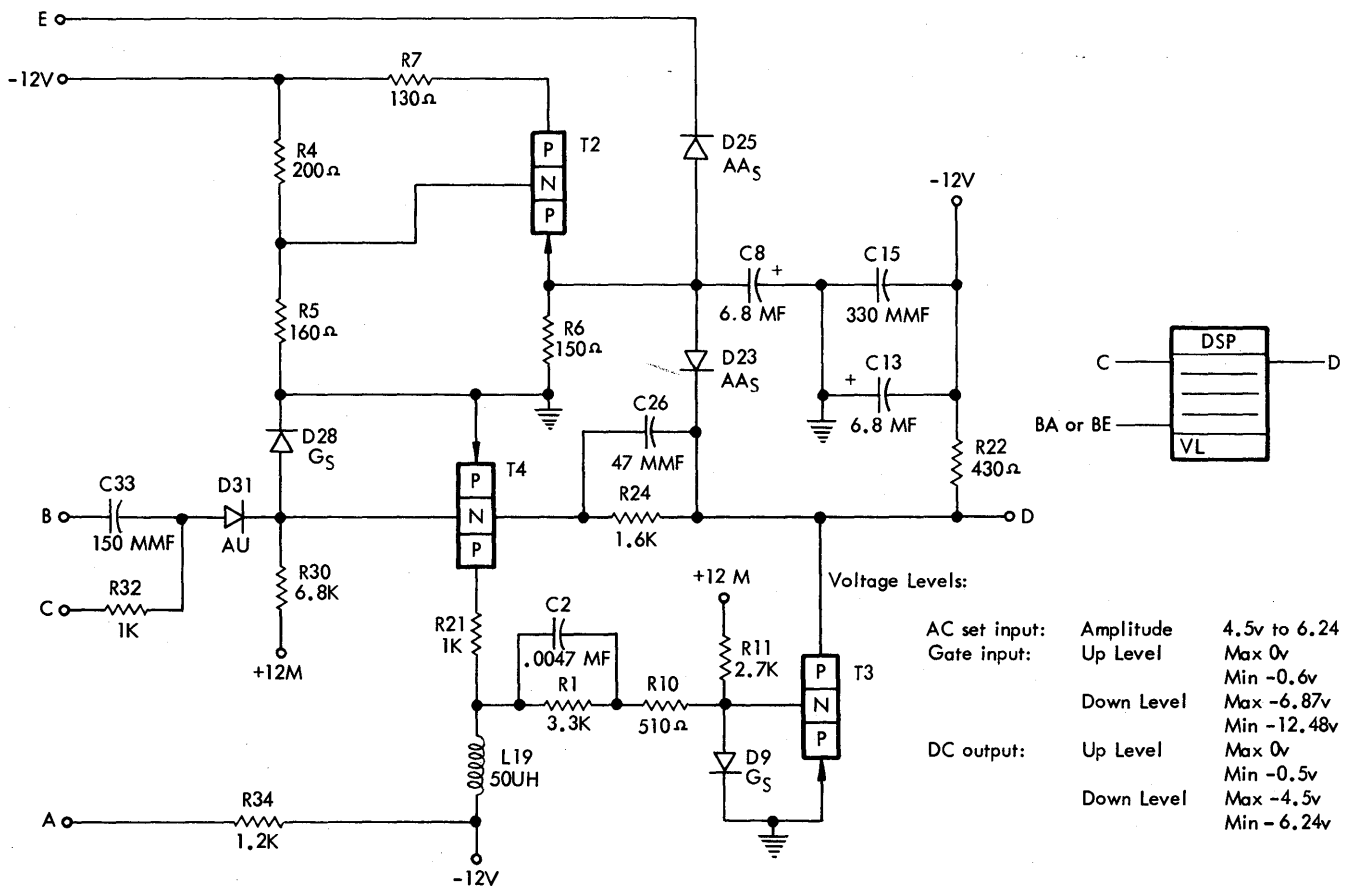 E
-12V
R7
130Ω
R4
200Ω
P
N
P
T2
D25
AAS
-12V
R5
160Ω
C8
+
6.8 MF
C15
330 MMF
R6
150Ω
D23
AAS
+
C13
6.8 MF
DSP
C
D
BA or BE
VL
D28
GS
C26
47 MMF
R22
430Ω
C33
150 MMF
D31
AU
P
N
P
T4
B
R24
1.6K
D
R32
1K
C
R30
6.8K
+12M
R21
1K
C2
.0047 MF
R1
3.3K
R10
510Ω
+12 M
R11
2.7K
P
N
P
T3
D9
GS
L19
50UH
A
R34
1.2K
-12V
Voltage Levels:
AC set input: Amplitude 4.5v to 6.24
Gate input: Up Level Max 0v
Min -0.6v
Down Level Max -6.87v
Min -12.48v
DC output: Up Level Max 0v
Min -0.5v
Down Level Max -4.5v
Min -6.24v